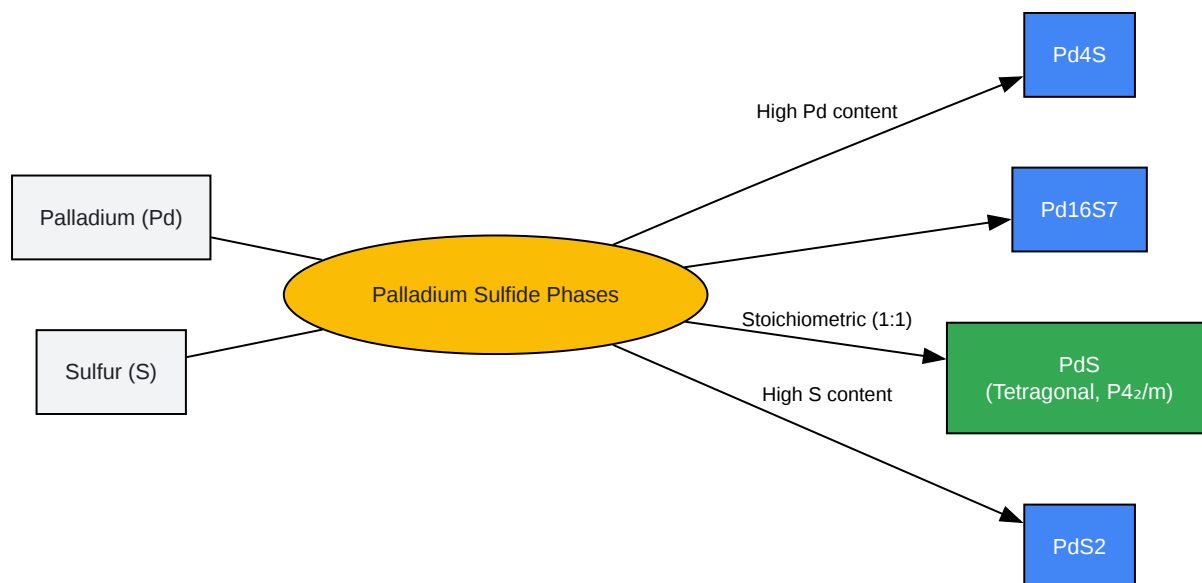 Pd4S
High Pd content
Palladium (Pd)
Pd16S7
Palladium Sulfide Phases
Stoichiometric (1:1)
Sulfur (S)
PdS
(Tetragonal, P4₂/m)
High S content
PdS2